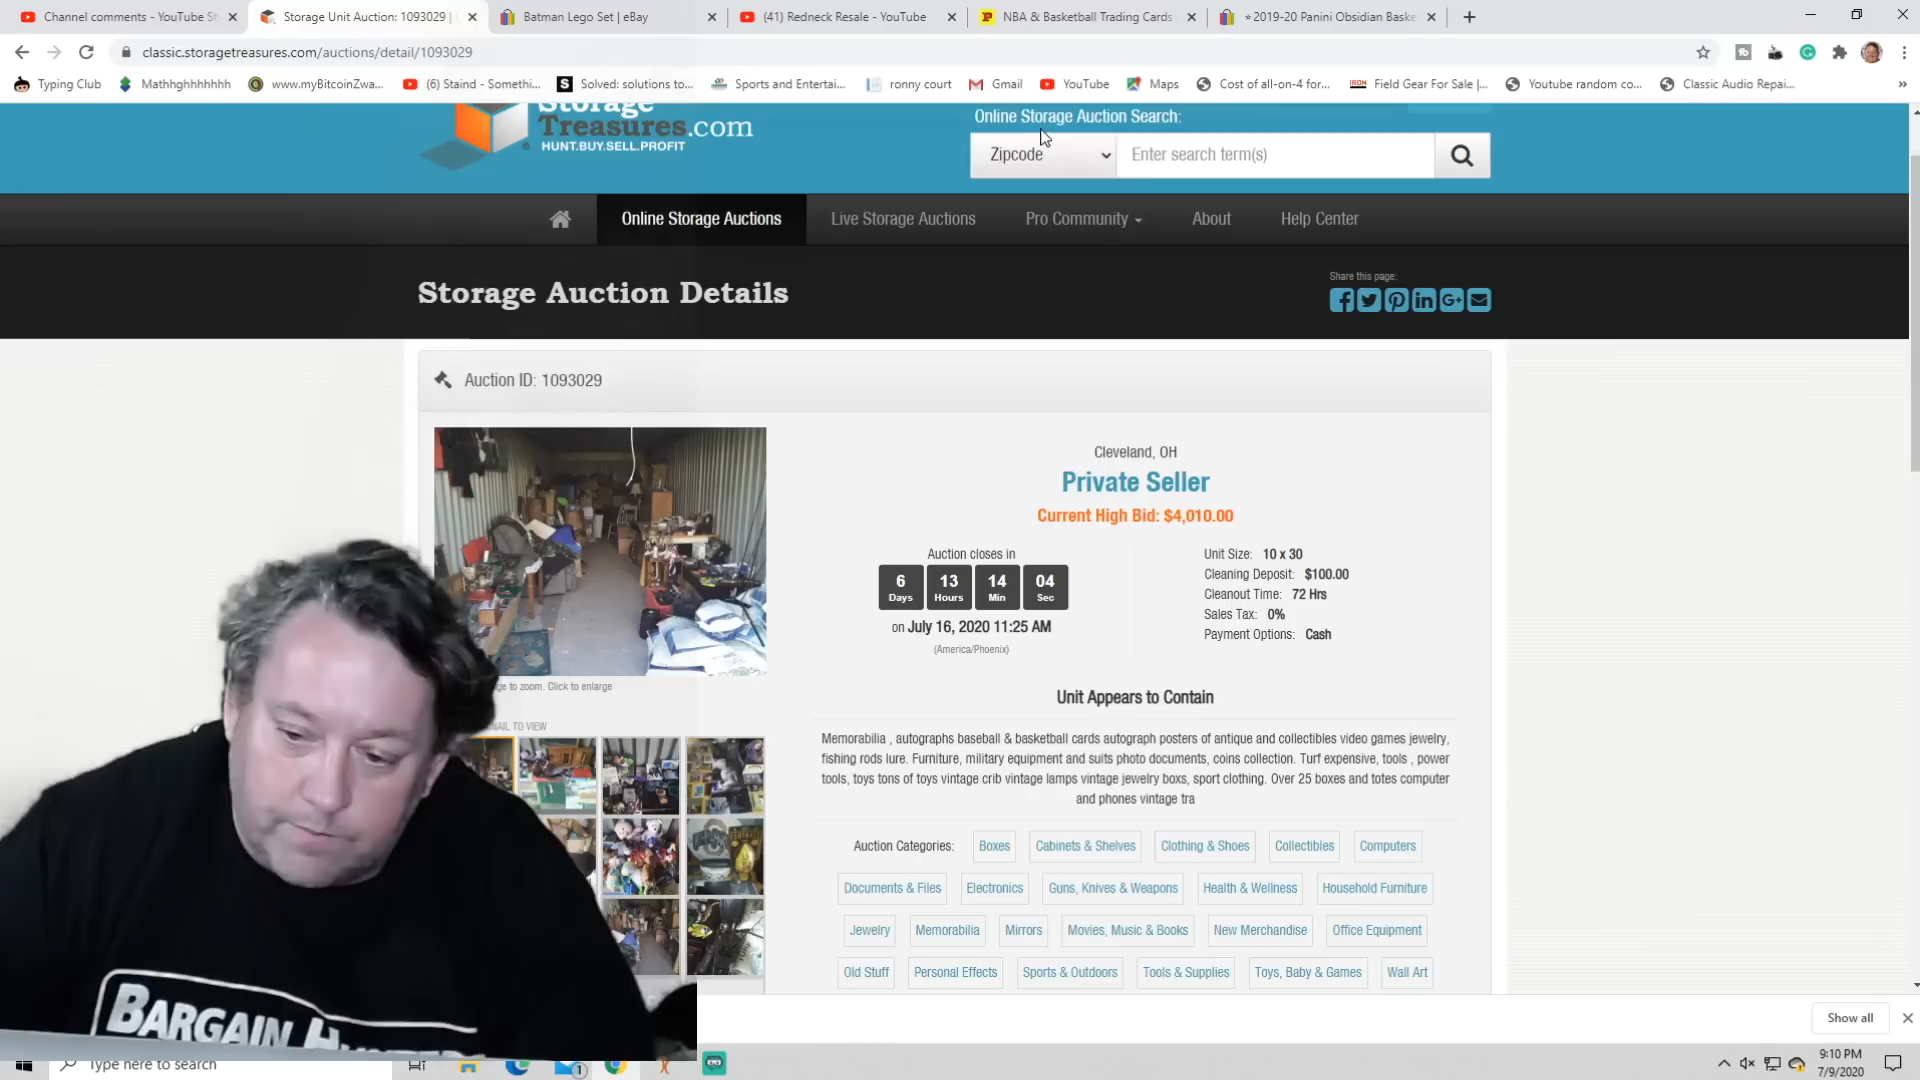 Channel comments - YouTube St
Storage Unit Auction: 1093029 |
Batman Lego Set | eBay
(41) Redneck Resale - YouTube
NBA & Basketball Trading Cards
2019-20 Panini Obsidian Baske
classic.storagetreasures.com/auctions/detail/1093029
Typing Club
Mathhghhhhhhh
www.myBitcoinZwa...
(6) Staind - Somethi...
Solved: solutions to...
Sports and Entertai...
ronny court
Gmail
YouTube
Maps
Cost of all-on-4 for...
Field Gear For Sale |...
Youtube random co...
Classic Audio Repai...
Storage
Treasures.com
HUNT.BUY.SELL.PROFIT
Online Storage Auction Search:
Zipcode
Enter search term(s)
Online Storage Auctions
Live Storage Auctions
Pro Community
About
Help Center
Storage Auction Details
Share this page:
Auction ID: 1093029
Cleveland, OH
Private Seller
Current High Bid: $4,010.00
Auction closes in
6 13 14 04
Days Hours Min Sec
on July 16, 2020 11:25 AM
(America/Phoenix)
Unit Size: 10 x 30
Cleaning Deposit: $100.00
Cleanout Time: 72 Hrs
Sales Tax: 0%
Payment Options: Cash
ge to zoom. Click to enlarge
NAIL TO VIEW
Unit Appears to Contain
Memorabilia , autographs baseball & basketball cards autograph posters of antique and collectibles video games jewelry,
fishing rods lure. Furniture, military equipment and suits photo documents, coins collection. Turf expensive, tools , power
tools, toys tons of toys vintage crib vintage lamps vintage jewelry boxs, sport clothing. Over 25 boxes and totes computer
and phones vintage tra
Auction Categories: Boxes Cabinets & Shelves Clothing & Shoes Collectibles Computers
Documents & Files Electronics Guns, Knives & Weapons Health & Wellness Household Furniture
Jewelry Memorabilia Mirrors Movies, Music & Books New Merchandise Office Equipment
Old Stuff Personal Effects Sports & Outdoors Tools & Supplies Toys, Baby & Games Wall Art
BARGAIN
Show all
Type here to search
1
9:10 PM
7/9/2020